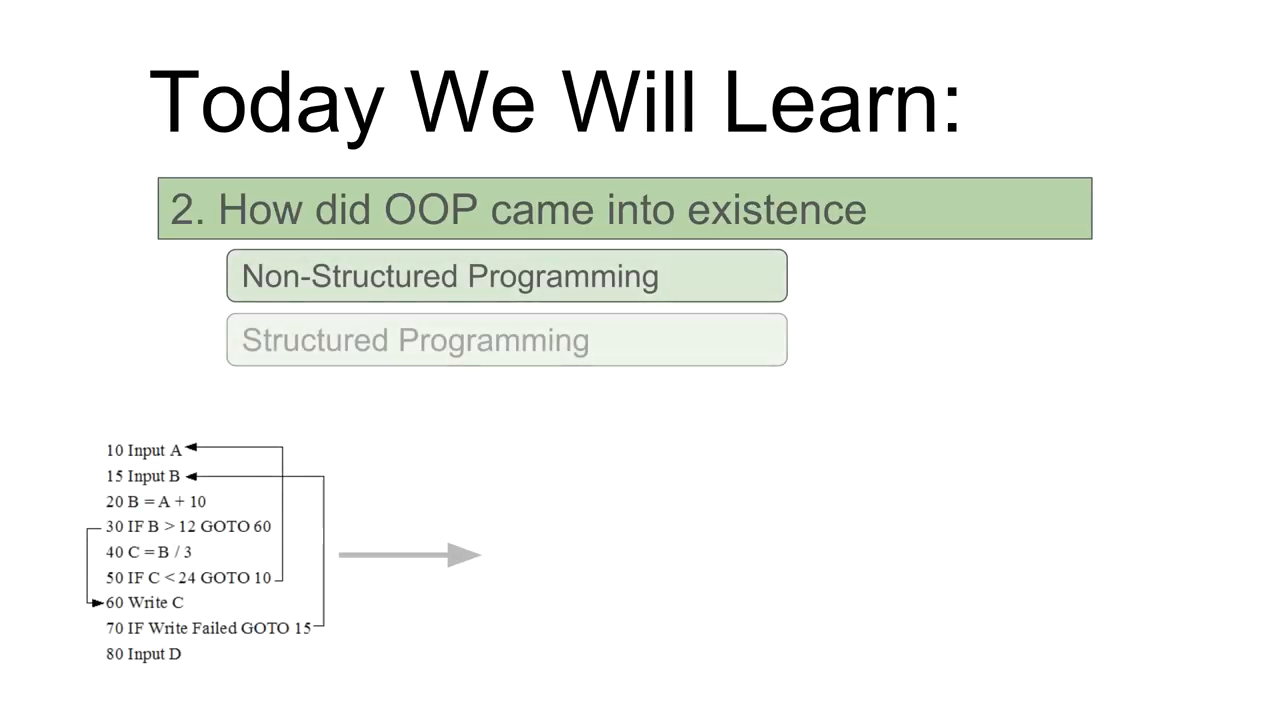 Today We Will Learn:
2. How did OOP came into existence
Non-Structured Programming
Structured Programming
10 Input A
15 Input B
20 B = A + 10
30 IF B > 12 GOTO 60
40 C = B / 3
50 IF C < 24 GOTO 10
60 Write C
70 IF Write Failed GOTO 15
80 Input D